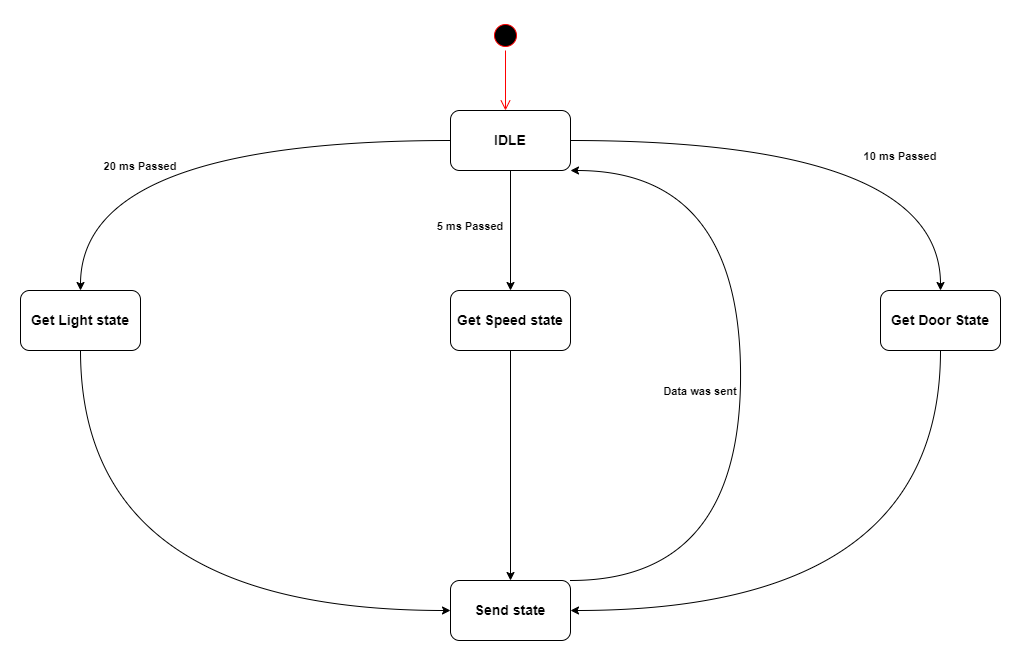 IDLE
20 ms Passed
10 ms Passed
5 ms Passed
Get Light state
Get Speed state
Get Door State
Data was sent
Send state